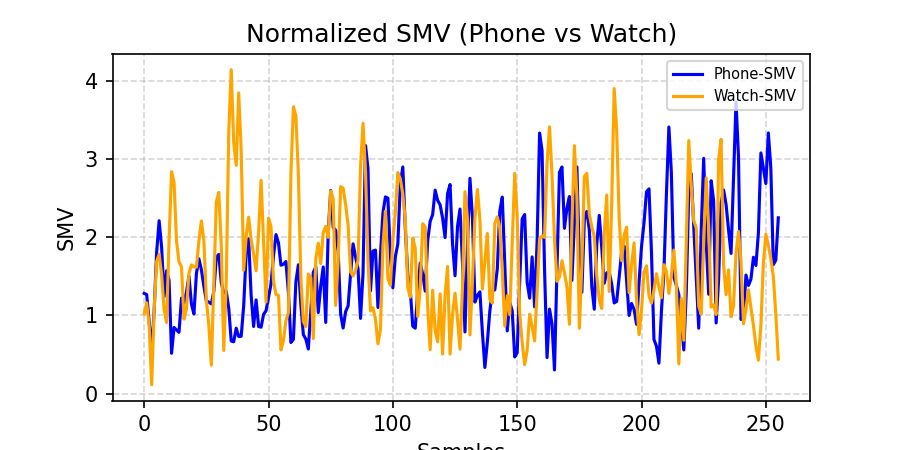 Normalized SMV (Phone vs Watch)
Phone-SMV
Watch-SMV
SMV
4
3
2
1
0
0 50 100 150 200 250
Samples